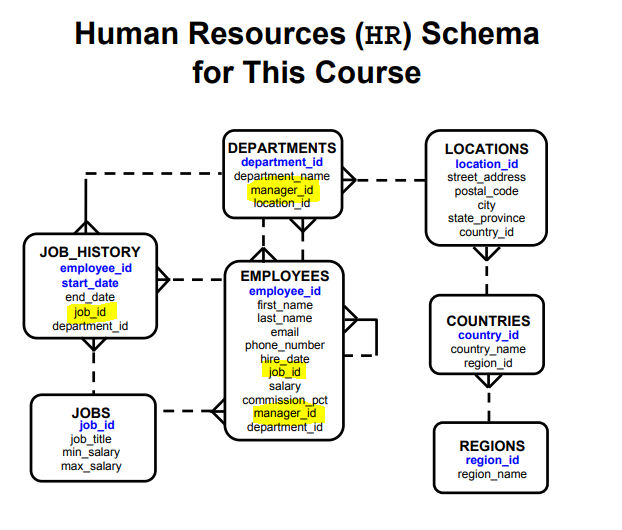 Human Resources (HR) Schema
for This Course
DEPARTMENTS
department_id
department_name
manager_id
location_id
LOCATIONS
location_id
street_address
postal_code
city
state_province
country_id
JOB_HISTORY
employee_id
start_date
end_date
job_id
department_id
EMPLOYEES
employee_id
first_name
last_name
email
phone_number
hire_date
job_id
salary
commission_pct
manager_id
department_id
COUNTRIES
country_id
country_name
region_id
JOBS
job_id
job_title
min_salary
max_salary
REGIONS
region_id
region_name